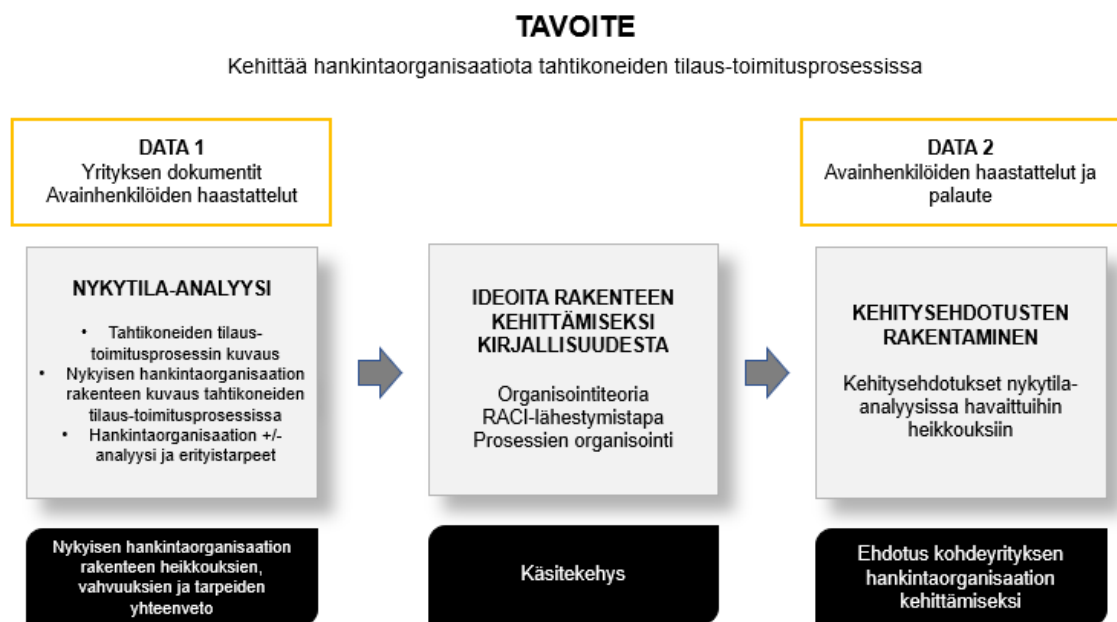 TAVOITE
Kehittää hankintaorganisaatiota tahtikoneiden tilaus-toimitusprosessissa
DATA 1
Yrityksen dokumentit
Avainhenkilöiden haastattelut
DATA 2
Avainhenkilöiden haastattelut ja
palaute
NYKYTILA-ANALYYSI
• Tahtikoneiden tilaus-
toimitusprosessin kuvaus
• Nykyisen hankintaorganisaation
rakenteen kuvaus tahtikoneiden
tilaus-toimitusprosessissa
• Hankintaorganisaation +/-
analyysi ja erityistarpeet
IDEOITA RAKENTEEN
KEHITTÄMISEKSI
KIRJALLISUUDESTA
Organisointiteoria
RACI-lähestymistapa
Prosessien organisointi
KEHITYSEHDOTUSTEN
RAKENTAMINEN
Kehitysehdotukset nykytila-
analyysissa havaittuihin
heikkouksiin
Nykyisen hankintaorganisaation
rakenteen heikkouksien,
vahvuuksien ja tarpeiden
yhteenveto
Käsitekehys
Ehdotus kohdeyrityksen
hankintaorganisaation
kehittämiseksi